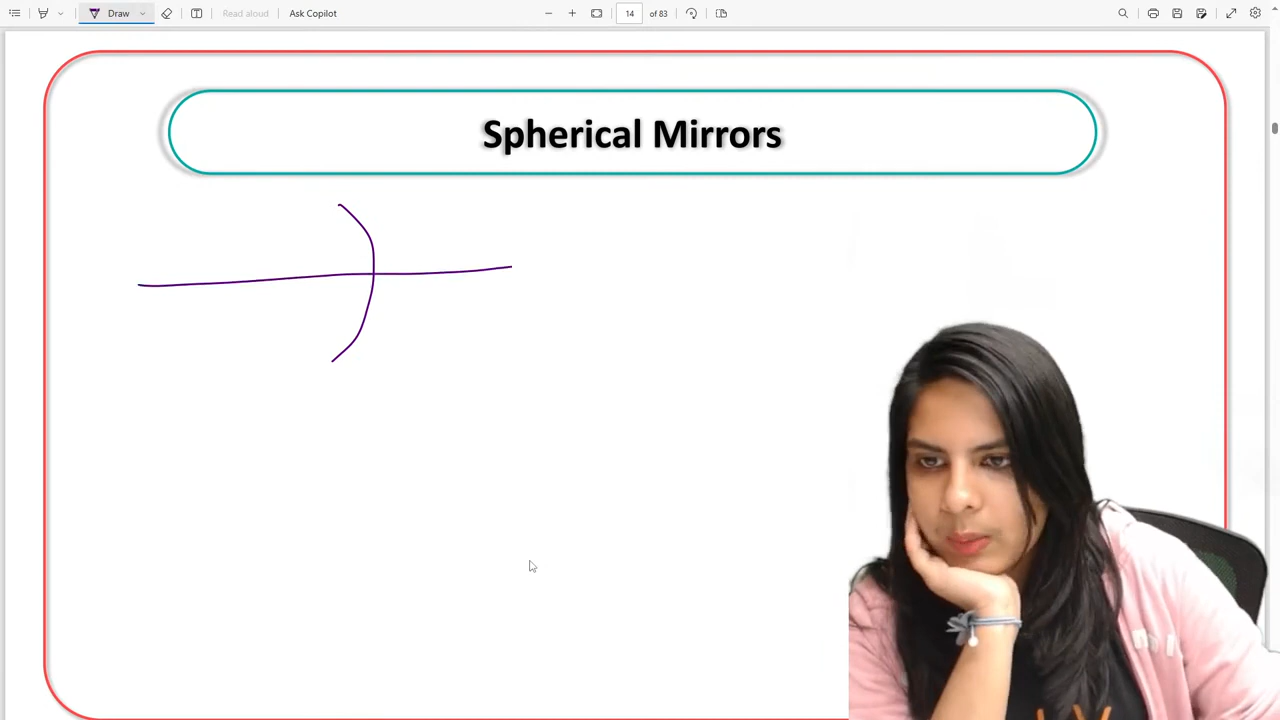 Draw
Read aloud
Ask Copilot
14 of 83
Spherical Mirrors